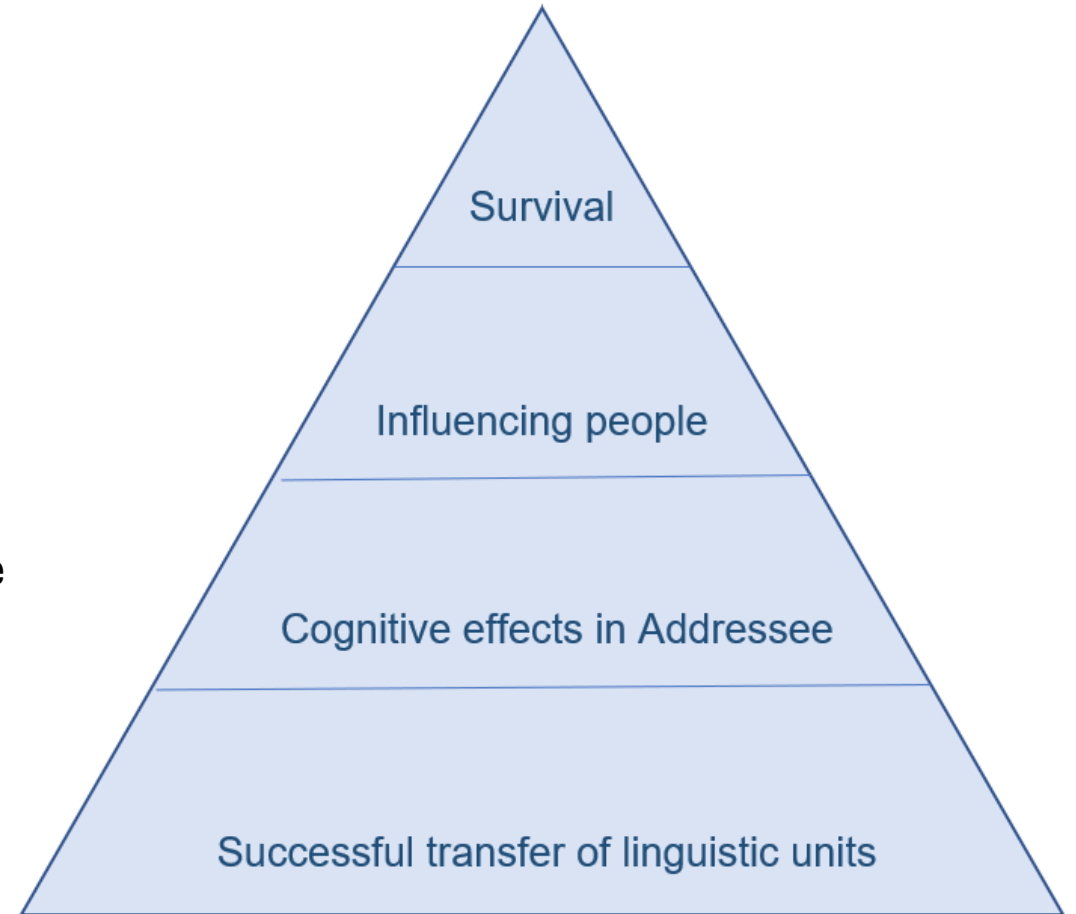 Survival
Influencing people
e
Cognitive effects in Addressee
Successful transfer of linguistic units